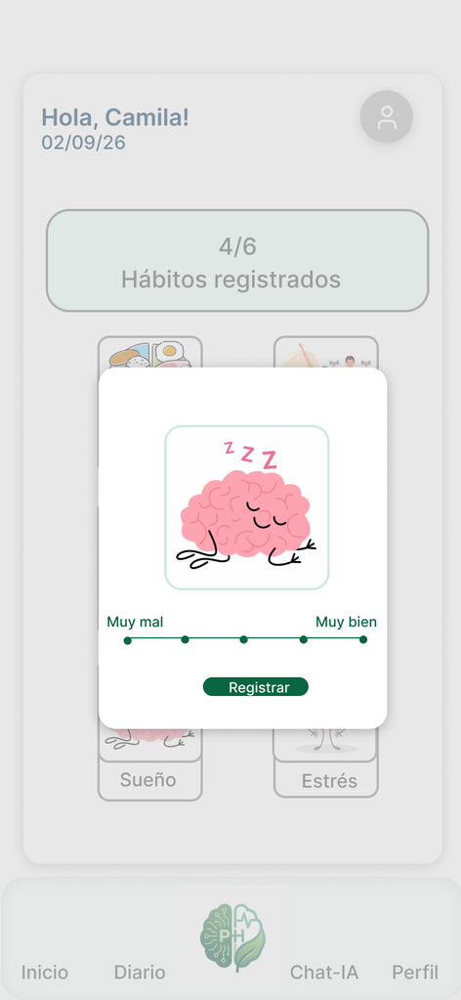 Hola, Camila!
02/09/26
4/6
Hábitos registrados
z z z
Muy mal
Muy bien
Registrar
Sueño
Estrés
PH
Inicio
Diario
Chat-IA
Perfil